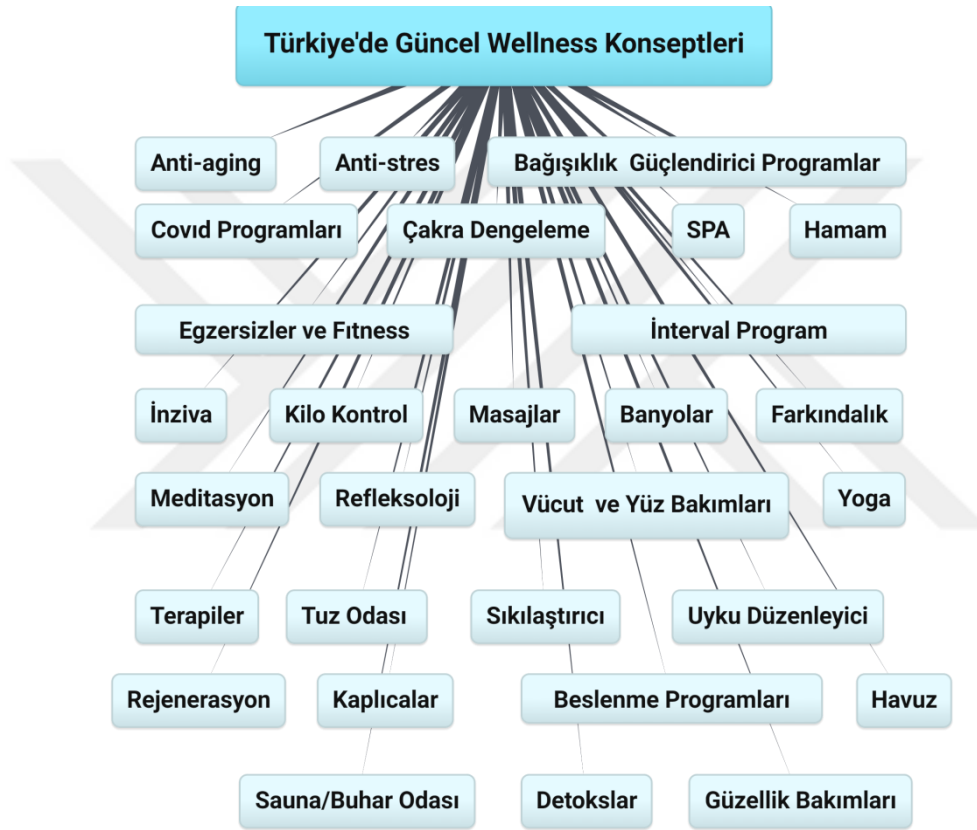 Türkiye'de Güncel Wellness Konseptleri
Anti-aging
Anti-stres
Bağışıklık Güçlendirici Programlar
Covıd Programları
Çakra Dengeleme
SPA
Hamam
Egzersizler ve Fıtness
İnterval Program
İnziva
Kilo Kontrol
Masajlar
Banyolar
Farkındalık
Meditasyon
Refleksoloji
Vücut ve Yüz Bakımları
Yoga
Terapiler
Tuz Odası
Sıkılaştırıcı
Uyku Düzenleyici
Rejenerasyon
Kaplıcalar
Beslenme Programları
Havuz
Sauna/Buhar Odası
Detokslar
Güzellik Bakımları